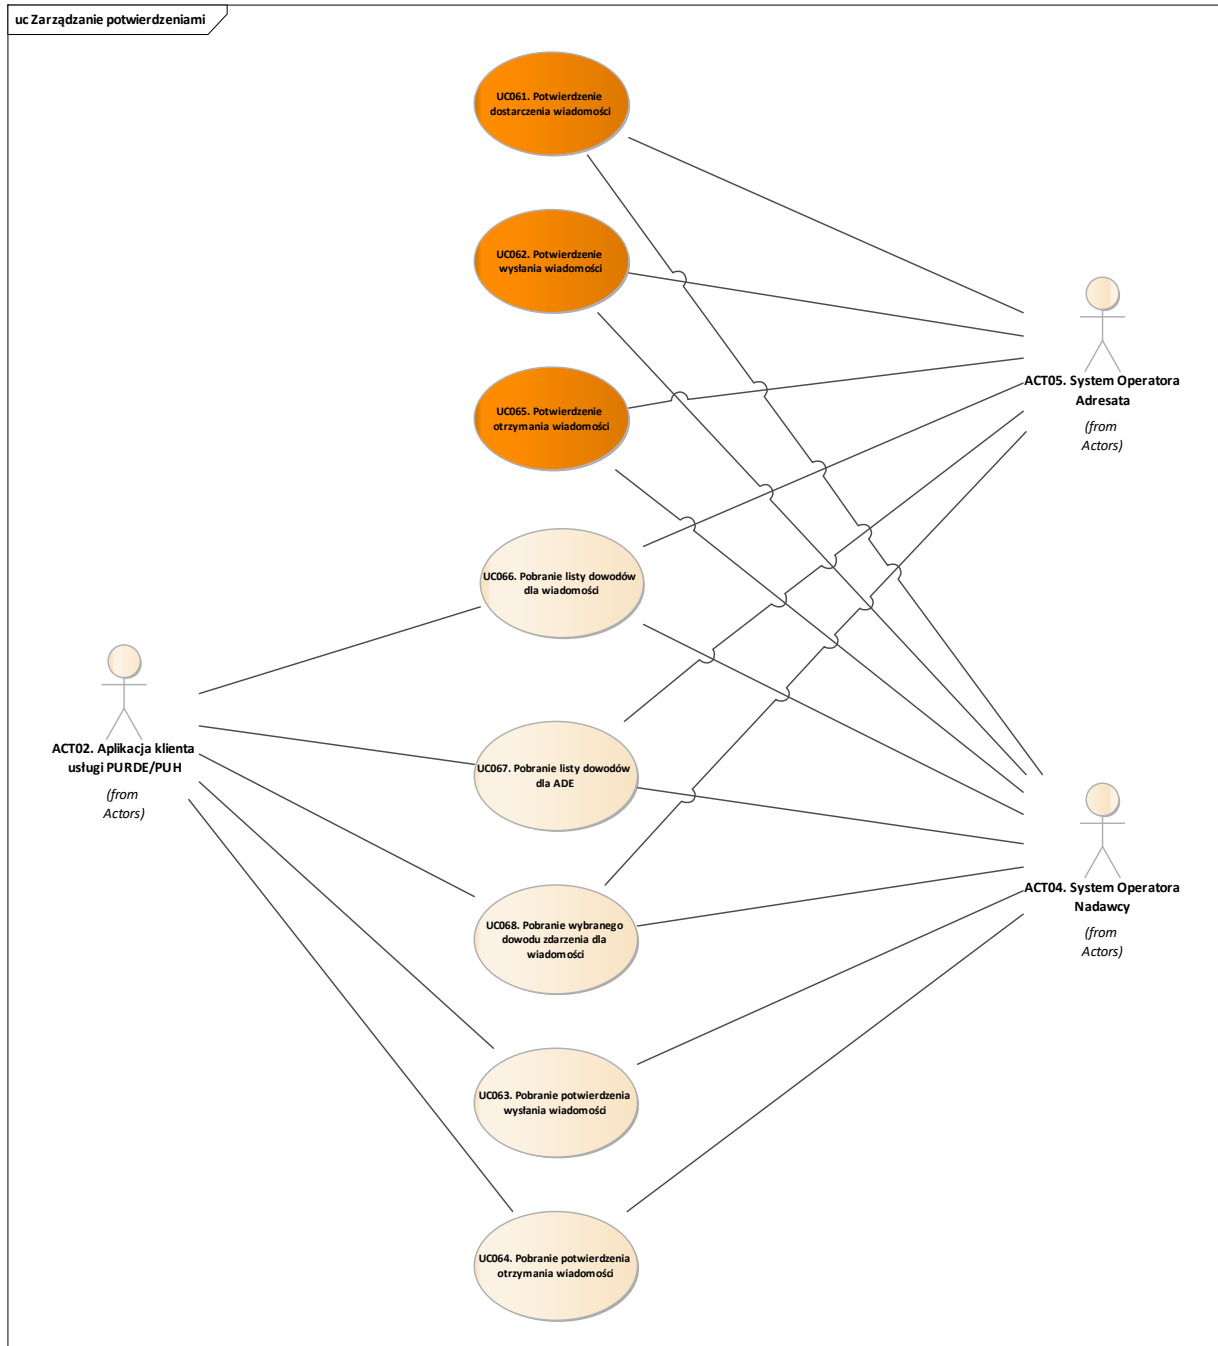 uc Zarządzanie potwierdzeniami
UC061. Potwierdzenie
dostarczenia wiadomości
UC062. Potwierdzenie
wysłania wiadomości
ACT05. System Operatora
Adresata
(from
Actors)
UC065. Potwierdzenie
otrzymania wiadomości
UC066. Pobranie listy dowodów
dla wiadomości
ACT02. Aplikacja klienta
usługi PURDE/PUH
(from
Actors)
UC067. Pobranie listy dowodów
dla ADE
ACT04. System Operatora
Nadawcy
(from
Actors)
UC068. Pobranie wybranego
dowodu zdarzenia dla
wiadomości
UC063. Pobranie potwierdzenia
wysłania wiadomości
UC064. Pobranie potwierdzenia
otrzymania wiadomości